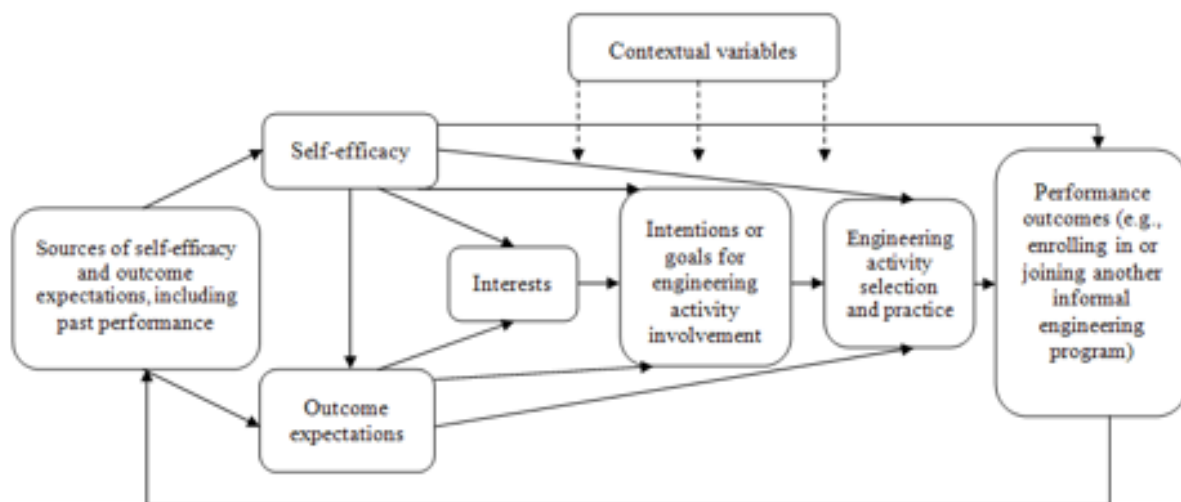 Contextual variables
Self-efficacy
Sources of self-efficacy
and outcome
expectations, including
past performance
Interests
Intentions or
goals for
engineering
activity
involvement
Engineering
activity
selection
and practice
Performance
outcomes (e.g.,
enrolling in or
joining another
informal
engineering
program)
Outcome
expectations